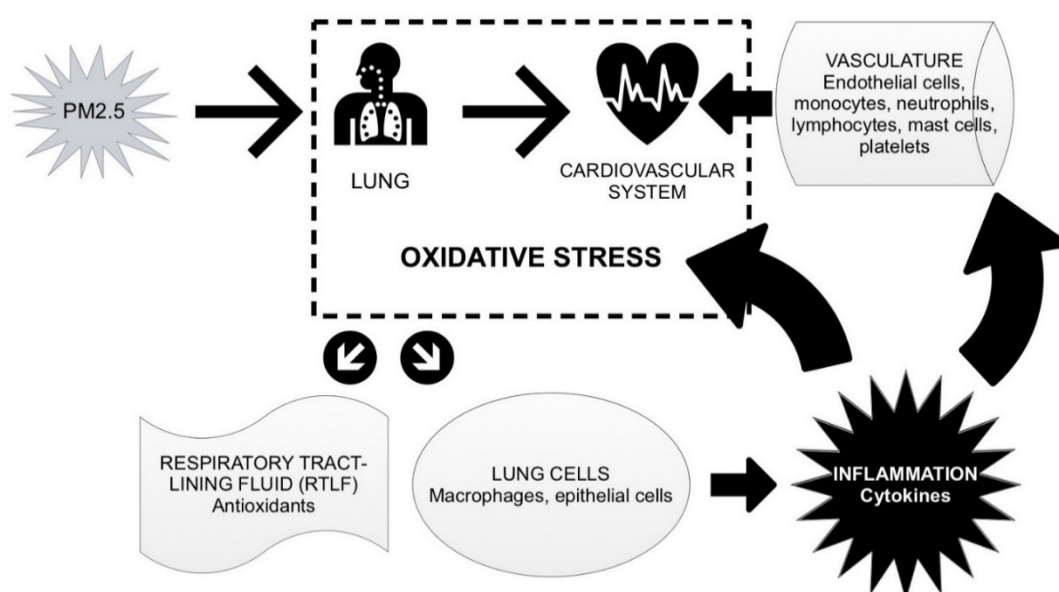 PM2.5
LUNG
CARDIOVASCULAR
SYSTEM
VASCULATURE
Endothelial cells,
monocytes, neutrophils,
lymphocytes, mast cells,
platelets
OXIDATIVE STRESS
RESPIRATORY TRACT-
LINING FLUID (RTLF)
Antioxidants
LUNG CELLS
Macrophages, epithelial cells
INFLAMMATION
Cytokines